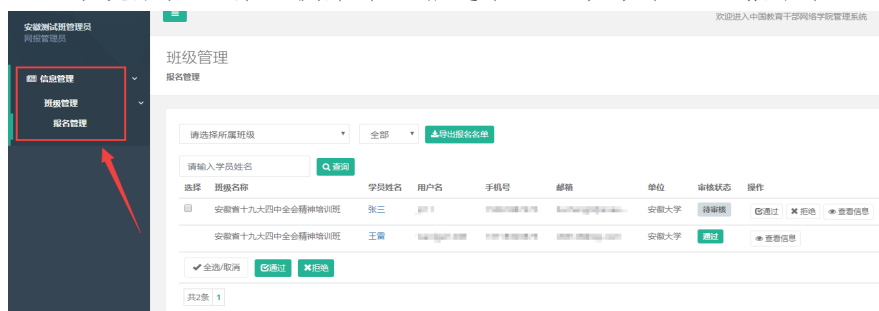 安徽测试班管理员
网报管理员
欢迎进入中国教育干部网络学院管理系统
信息管理
班级管理
报名管理
班级管理
报名管理
请选择所属班级 全部 导出报名名单
请输入学员姓名 查询
选择 班级名称 学员姓名 用户名 手机号 邮箱 单位 审核状态 操作
安徽省十九大四中全会精神培训班 张三 安徽大学 待审核 通过 拒绝 查看信息
安徽省十九大四中全会精神培训班 王雷 安徽大学 通过 查看信息
全选/取消 通过 拒绝
共2条 1